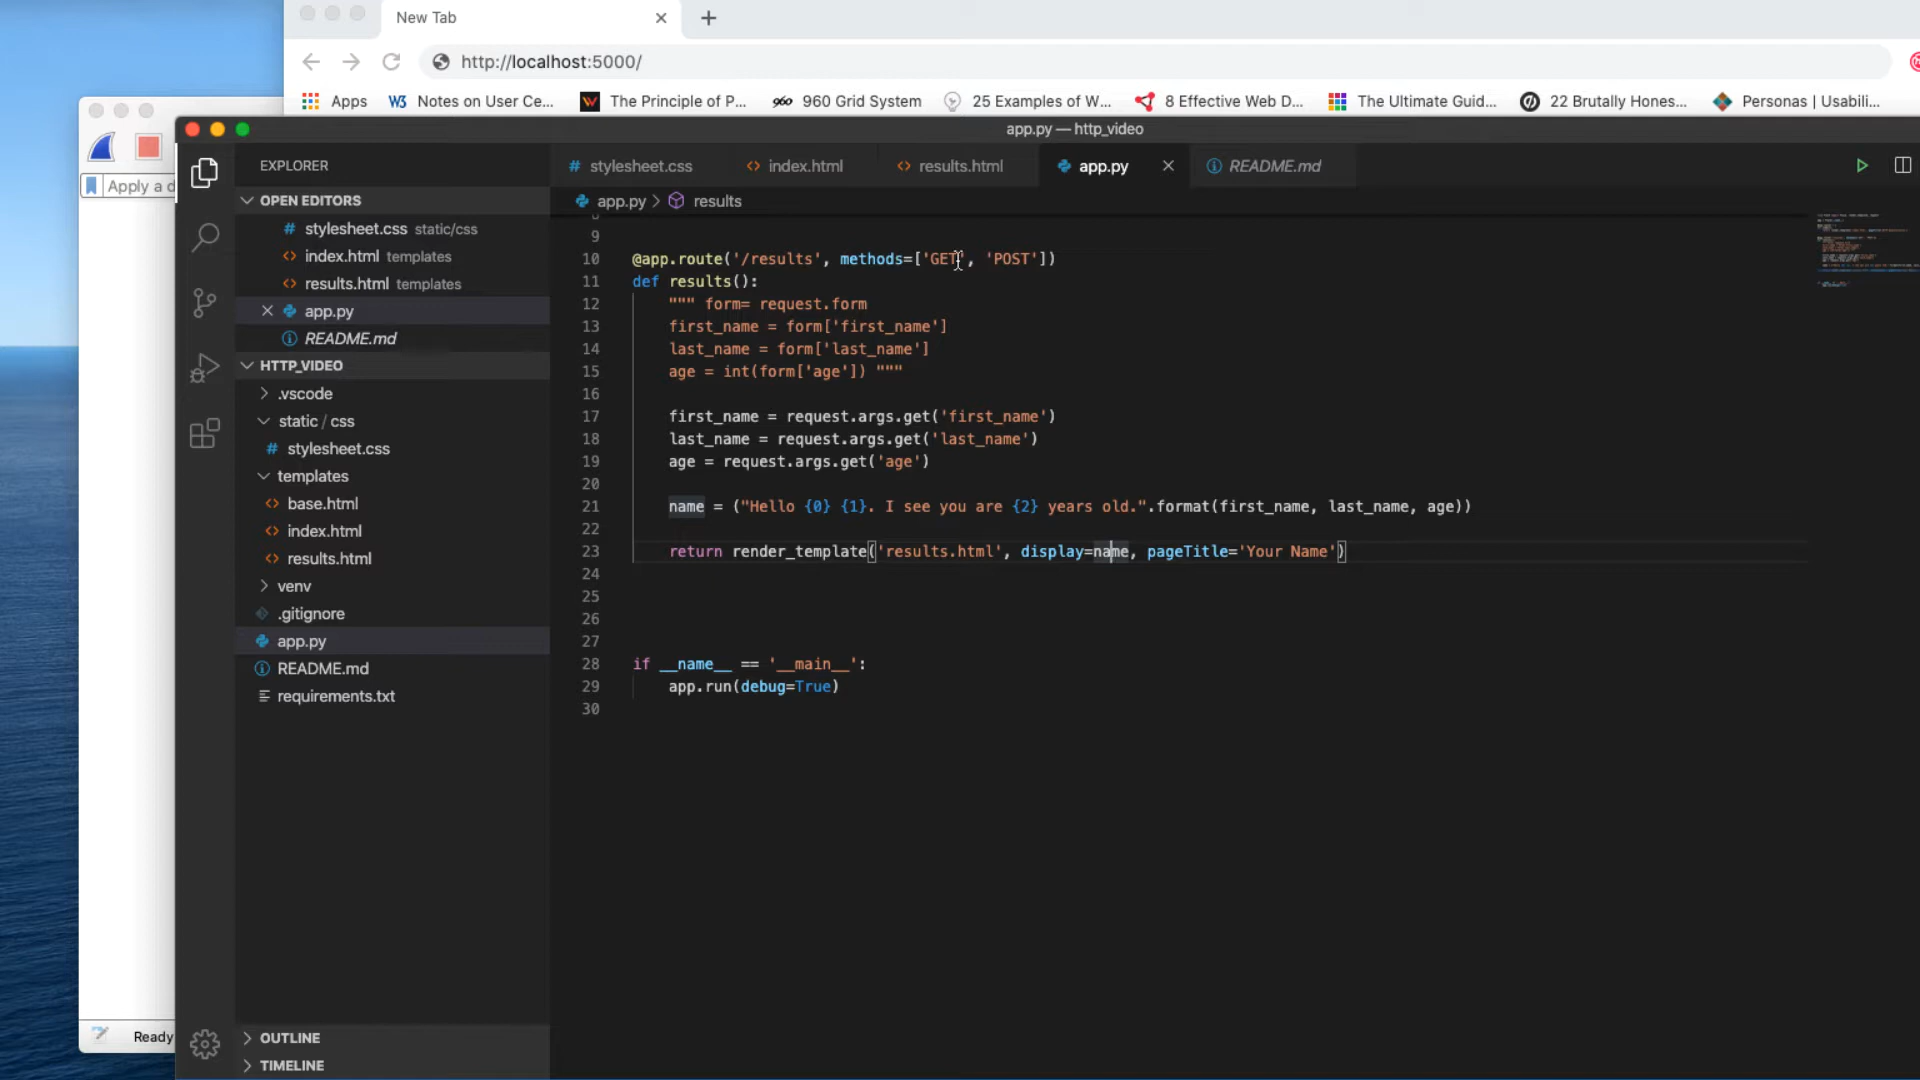 New Tab
http://localhost:5000/
Apps Notes on User Ce... The Principle of P... 960 Grid System 25 Examples of W... 8 Effective Web D... The Ultimate Guid... 22 Brutally Hones... Personas | Usabili...
app.py — http_video
Apply a d
Ready
EXPLORER
OPEN EDITORS
stylesheet.css static/css
index.html templates
results.html templates
app.py
README.md
HTTP_VIDEO
.vscode
static / css
stylesheet.css
templates
base.html
index.html
results.html
venv
.gitignore
app.py
README.md
requirements.txt
OUTLINE
TIMELINE
stylesheet.css index.html results.html app.py README.md
app.py > results
9
10 @app.route('/results', methods=['GET', 'POST'])
11 def results():
12 """ form= request.form
13 first_name = form['first_name']
14 last_name = form['last_name']
15 age = int(form['age']) """
16
17 first_name = request.args.get('first_name')
18 last_name = request.args.get('last_name')
19 age = request.args.get('age')
20
21 name = ("Hello {0} {1}. I see you are {2} years old.".format(first_name, last_name, age))
22
23 return render_template('results.html', display=name, pageTitle='Your Name')
24
25
26
27
28 if __name__ == '__main__':
29 app.run(debug=True)
30